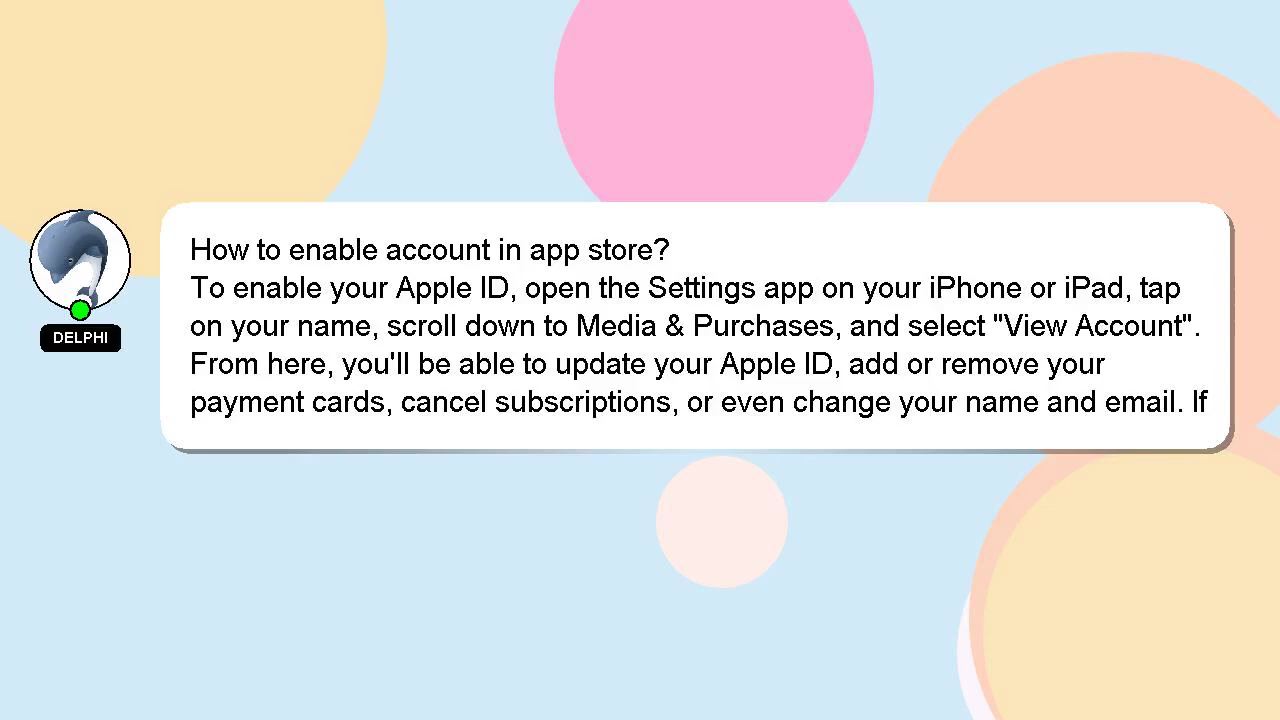 How to enable account in app store?
To enable your Apple ID, open the Settings app on your iPhone or iPad, tap
on your name, scroll down to Media & Purchases, and select "View Account".
From here, you'll be able to update your Apple ID, add or remove your
payment cards, cancel subscriptions, or even change your name and email. If
DELPHI